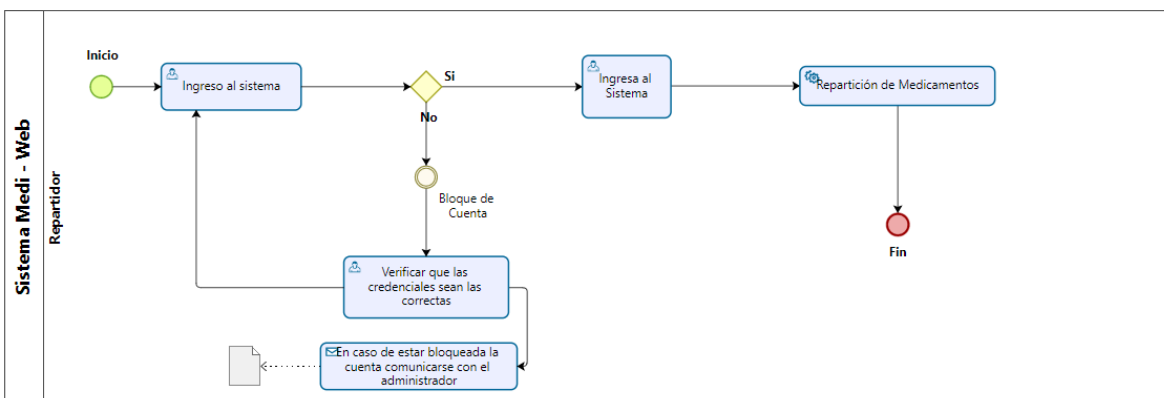 Sistema Medi - Web
Repartidor
Inicio
Ingreso al sistema
Si
No
Ingresa al
Sistema
Repartición de Medicamentos
Bloque de
Cuenta
Fin
Verificar que las
credenciales sean las
correctas
En caso de estar bloqueada la
cuenta comunicarse con el
administrador